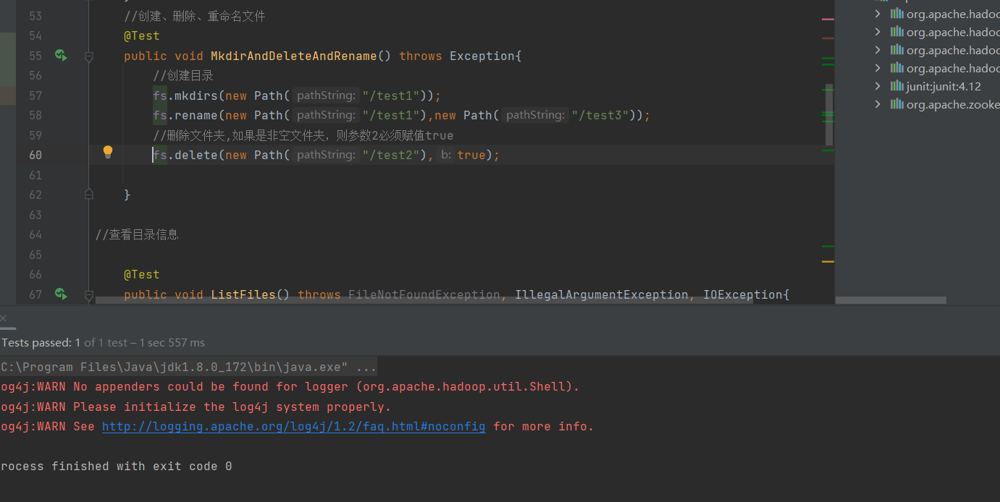 53 //创建、删除、重命名文件
54 @Test
55 public void MkdirAndDeleteAndRename() throws Exception{
56 //创建目录
57 fs.mkdirs(new Path( pathString: "/test1"));
58 fs.rename(new Path( pathString: "/test1"),new Path( pathString: "/test3"));
59 //删除文件夹,如果是非空文件夹，则参数2必须赋值true
60 fs.delete(new Path( pathString: "/test2"), b: true);
61
62 }
63
64 //查看目录信息
65
66 @Test
67 public void ListFiles() throws FileNotFoundException, IllegalArgumentException, IOException{
org.apache.hadoo
org.apache.hadoo
org.apache.hadoo
org.apache.hadoo
junit:junit:4.12
org.apache.zooke
Tests passed: 1 of 1 test – 1 sec 557 ms
C:\Program Files\Java\jdk1.8.0_172\bin\java.exe" ...
og4j:WARN No appenders could be found for logger (org.apache.hadoop.util.Shell).
og4j:WARN Please initialize the log4j system properly.
og4j:WARN See http://logging.apache.org/log4j/1.2/faq.html#noconfig for more info.
rocess finished with exit code 0